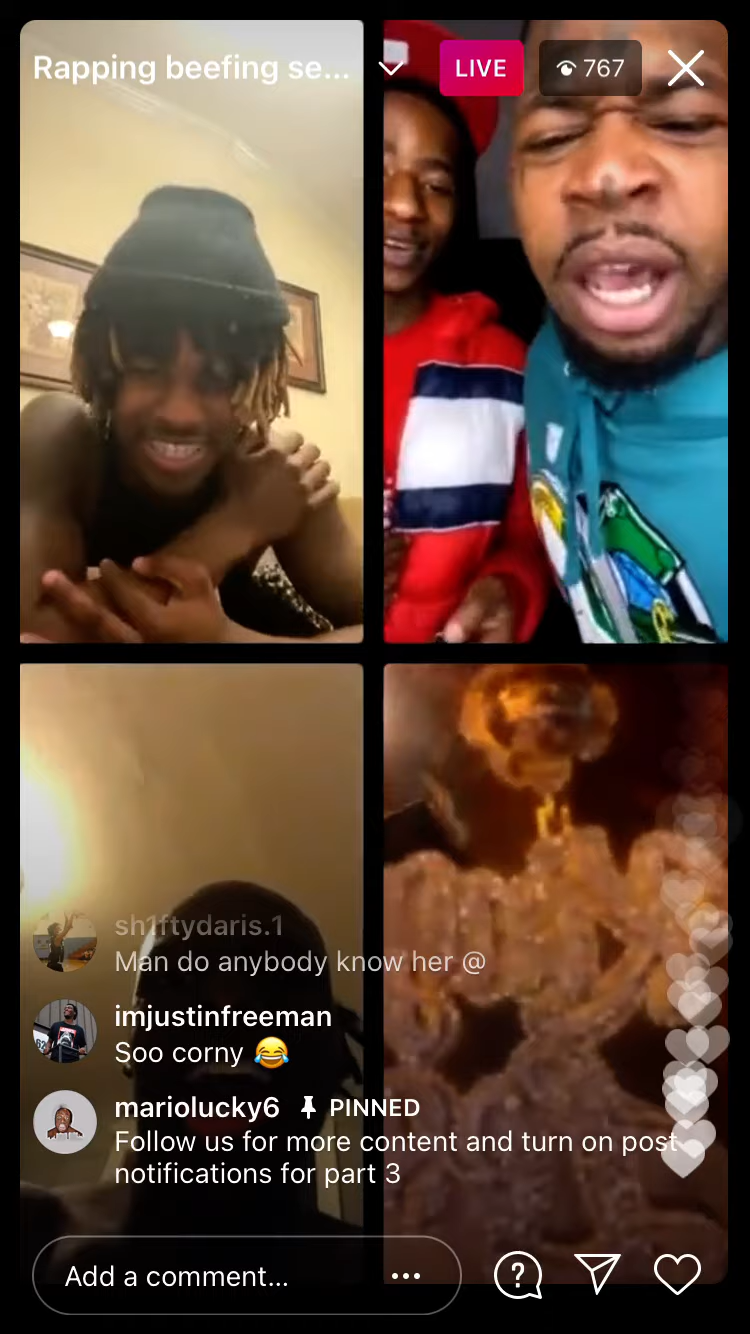 Rapping beefing se...
LIVE
767
sh1ftydaris.1
Man do anybody know her @
imjustinfreeman
Soo corny 😂
mariolucky6 PINNED
Follow us for more content and turn on post
notifications for part 3
Add a comment...